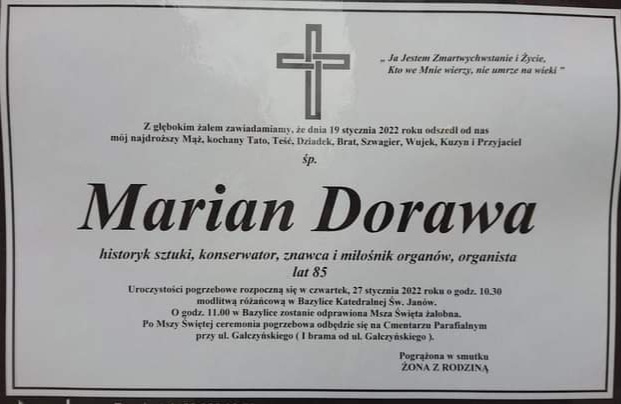 „ Ja Jestem Zmartwychwstanie i Życie,
Kto we Mnie wierzy, nie umrze na wieki ”
Z głębokim żalem zawiadamiamy, że dnia 19 stycznia 2022 roku odszedł od nas
mój najdroższy Mąż, kochany Tato, Teść, Dziadek, Brat, Szwagier, Wujek, Kuzyn i Przyjaciel
śp.
Marian Dorawa
historyk sztuki, konserwator, znawca i miłośnik organów, organista
lat 85
Uroczystości pogrzebowe rozpoczną się w czwartek, 27 stycznia 2022 roku o godz. 10.30
modlitwą różańcową w Bazylice Katedralnej Św. Janów.
O godz. 11.00 w Bazylice zostanie odprawiona Msza Święta żałobna.
Po Mszy Świętej ceremonia pogrzebowa odbędzie się na Cmentarzu Parafialnym
przy ul. Gałczyńskiego ( I brama od ul. Gałczyńskiego ).
Pogrążona w smutku
ŻONA Z RODZINĄ